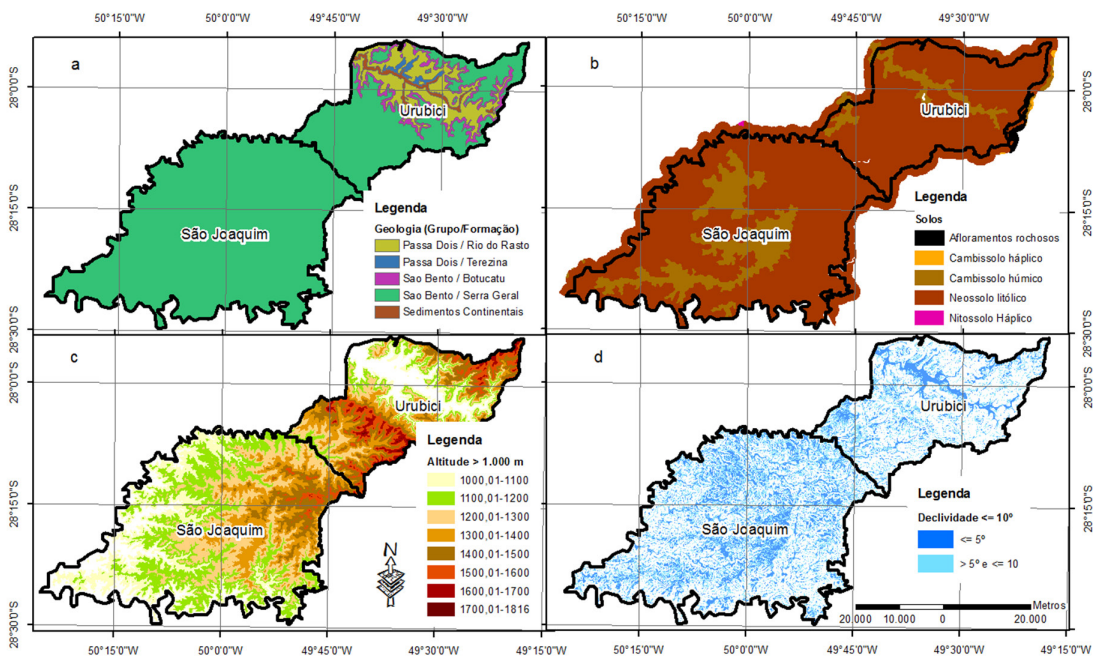 50°15'0"W 50°0'0"W 49°45'0"W 49°30'0"W
50°15'0"W 50°0'0"W 49°45'0"W 49°30'0"W
28°0'0"S
28°15'0"S
28°30'0"S
a
Urubici
São Joaquim
Legenda
Geologia (Grupo/Formação)
Passa Dois / Rio do Rasto
Passa Dois / Terezina
Sao Bento / Botucatu
Sao Bento / Serra Geral
Sedimentos Continentais
b
Urubici
São Joaquim
Legenda
Solos
Afloramentos rochosos
Cambissolo háplico
Cambissolo húmico
Neossolo litólico
Nitossolo Háplico
28°0'0"S
28°15'0"S
28°30'0"S
28°0'0"S
28°15'0"S
28°30'0"S
c
Urubici
São Joaquim
Legenda
Altitude > 1.000 m
1000,01-1100
1100,01-1200
1200,01-1300
1300,01-1400
1400,01-1500
1500,01-1600
1600,01-1700
1700,01-1816
N
d
Urubici
São Joaquim
Legenda
Declividade <= 10º
<= 5º
> 5º e <= 10
Metros
20.000 10.000 0 20.000
28°0'0"S
28°15'0"S
50°15'0"W 50°0'0"W 49°45'0"W 49°30'0"W 49°15'0"W
50°15'0"W 50°0'0"W 49°45'0"W 49°30'0"W 49°15'0"W